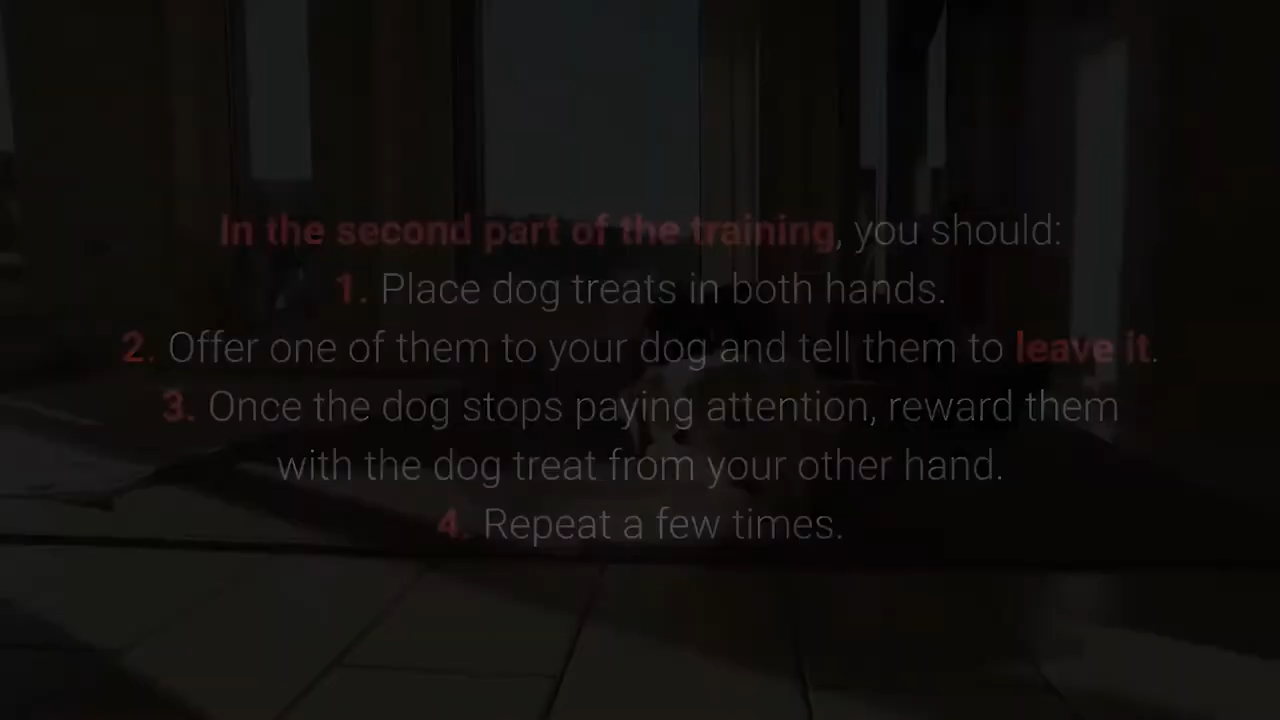 In the second part of the training, you should:
1. Place dog treats in both hands.
2. Offer one of them to your dog and tell them to leave it.
3. Once the dog stops paying attention, reward them
with the dog treat from your other hand.
4. Repeat a few times.